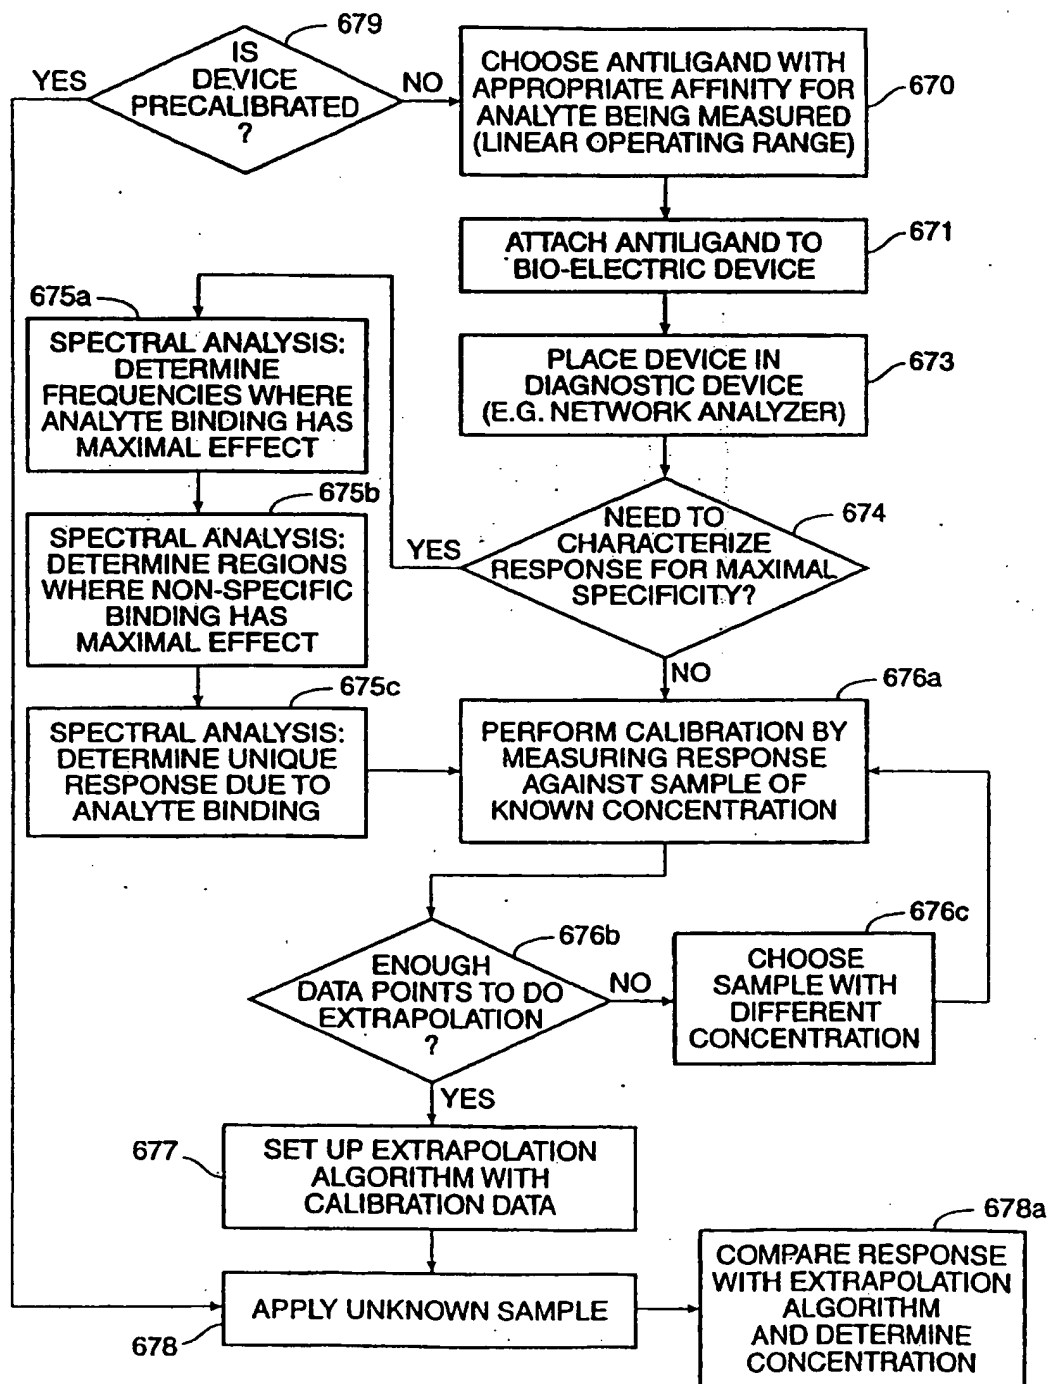 679
IS
DEVICE
PRECALIBRATED
?
YES
NO
CHOOSE ANTILIGAND WITH
APPROPRIATE AFFINITY FOR
ANALYTE BEING MEASURED
(LINEAR OPERATING RANGE)
670
ATTACH ANTILIGAND TO
BIO-ELECTRIC DEVICE
671
PLACE DEVICE IN
DIAGNOSTIC DEVICE
(E.G. NETWORK ANALYZER)
673
NEED TO
CHARACTERIZE
RESPONSE FOR MAXIMAL
SPECIFICITY?
674
YES
NO
675a
SPECTRAL ANALYSIS:
DETERMINE
FREQUENCIES WHERE
ANALYTE BINDING HAS
MAXIMAL EFFECT
675b
SPECTRAL ANALYSIS:
DETERMINE REGIONS
WHERE NON-SPECIFIC
BINDING HAS
MAXIMAL EFFECT
675c
SPECTRAL ANALYSIS:
DETERMINE UNIQUE
RESPONSE DUE TO
ANALYTE BINDING
676a
PERFORM CALIBRATION BY
MEASURING RESPONSE
AGAINST SAMPLE OF
KNOWN CONCENTRATION
676b
ENOUGH
DATA POINTS TO DO
EXTRAPOLATION
?
NO
YES
676c
CHOOSE
SAMPLE WITH
DIFFERENT
CONCENTRATION
677
SET UP EXTRAPOLATION
ALGORITHM WITH
CALIBRATION DATA
678
APPLY UNKNOWN SAMPLE
678a
COMPARE RESPONSE
WITH EXTRAPOLATION
ALGORITHM
AND DETERMINE
CONCENTRATION